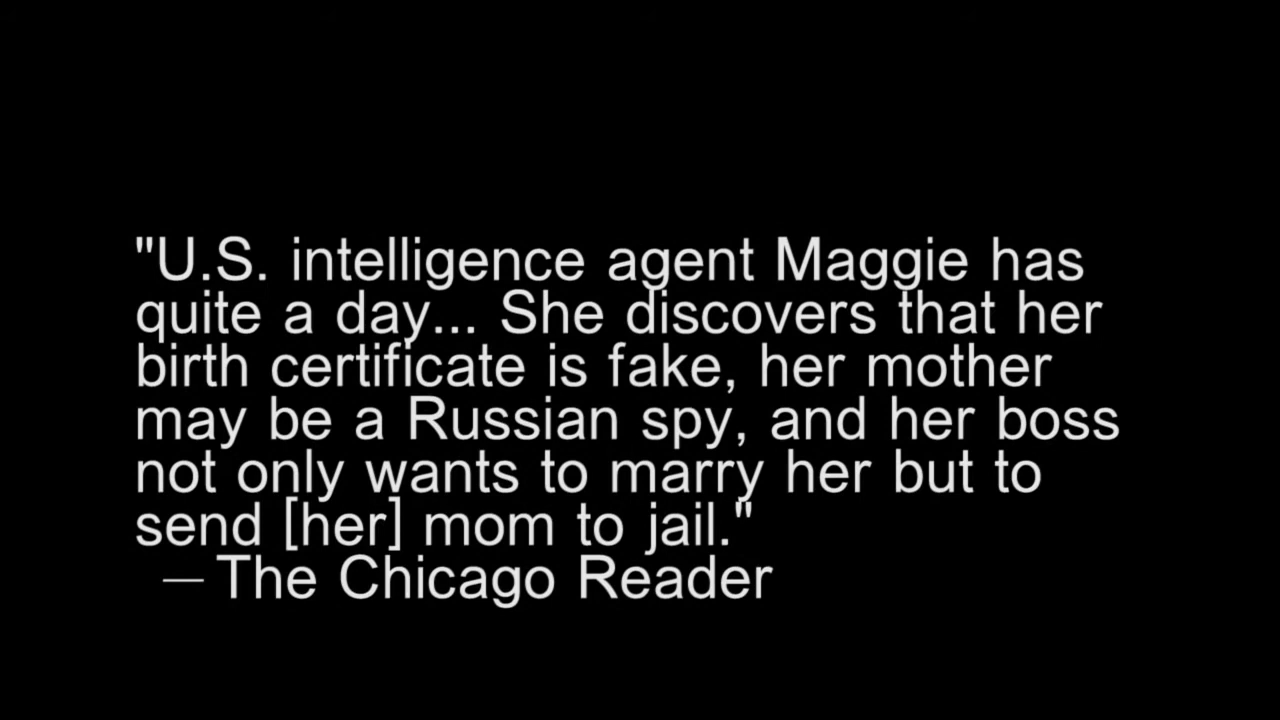 "U.S. intelligence agent Maggie has
quite a day... She discovers that her
birth certificate is fake, her mother
may be a Russian spy, and her boss
not only wants to marry her but to
send [her] mom to jail."
— The Chicago Reader